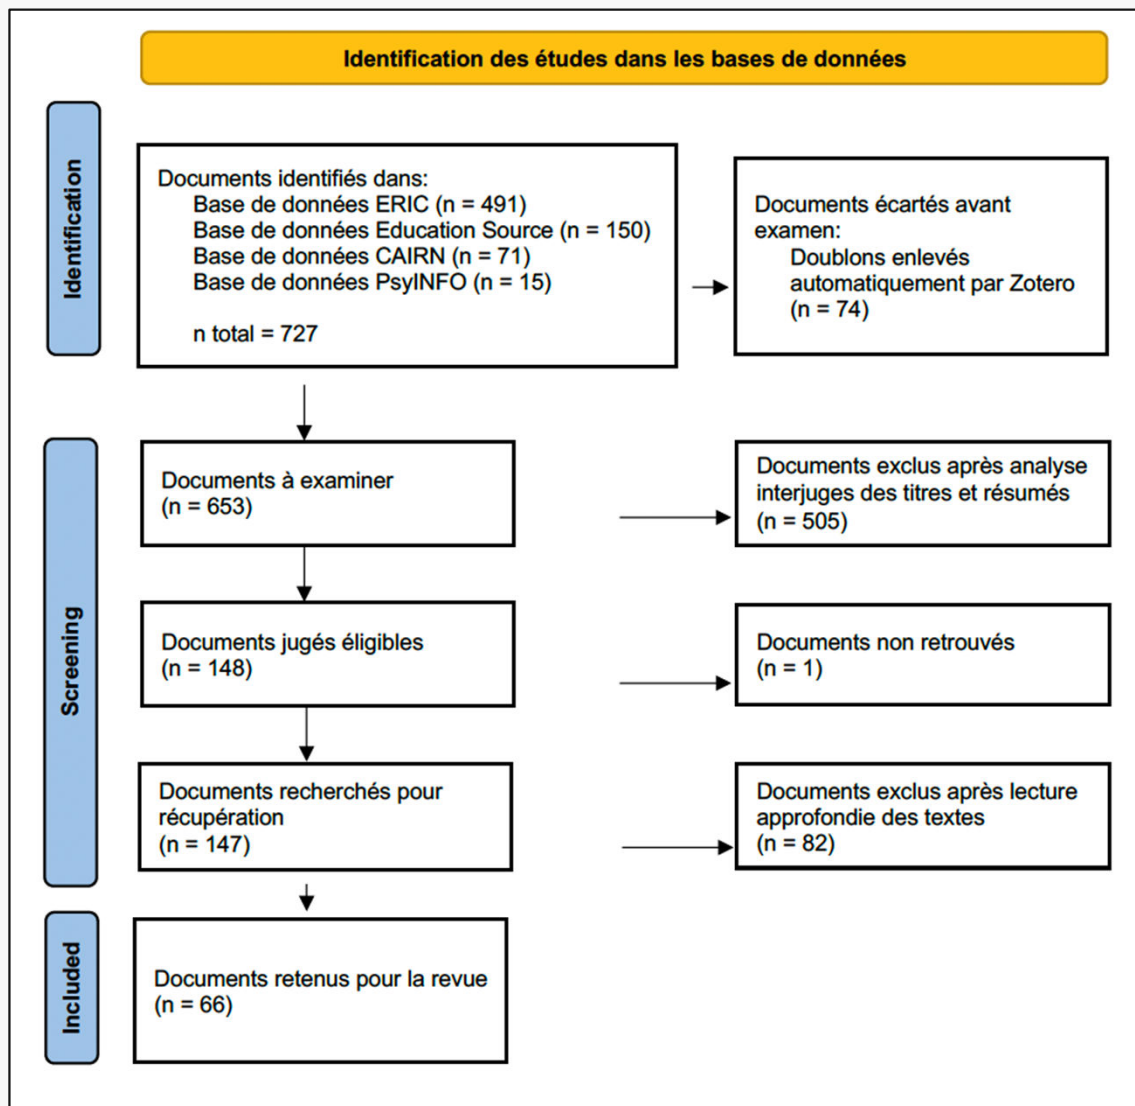 Identification des études dans les bases de données
Identification
Documents identifiés dans:
Base de données ERIC (n = 491)
Base de données Education Source (n = 150)
Base de données CAIRN (n = 71)
Base de données PsyINFO (n = 15)
n total = 727
Documents écartés avant
examen:
Doublons enlevés
automatiquement par Zotero
(n = 74)
Screening
Documents à examiner
(n = 653)
Documents exclus après analyse
interjuges des titres et résumés
(n = 505)
Documents jugés éligibles
(n = 148)
Documents non retrouvés
(n = 1)
Documents recherchés pour
récupération
(n = 147)
Documents exclus après lecture
approfondie des textes
(n = 82)
Included
Documents retenus pour la revue
(n = 66)